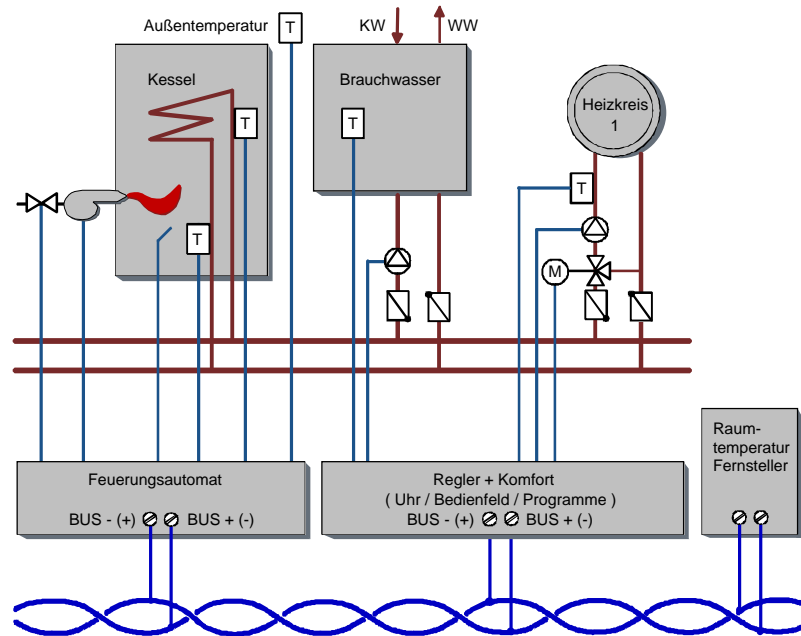 Außentemperatur
T
KW
WW
Kessel
T
T
Brauchwasser
T
Heizkreis
1
T
M
Raum-
temperatur
Fernsteller
Feuerungsautomat
BUS - (+) BUS + (-)
Regler + Komfort
( Uhr / Bedienfeld / Programme )
BUS - (+) BUS + (-)